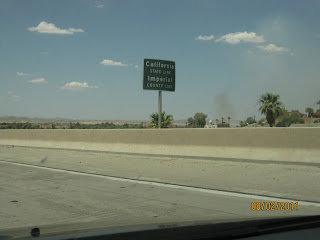 California
STATE LINE
Imperial
COUNTY LINE